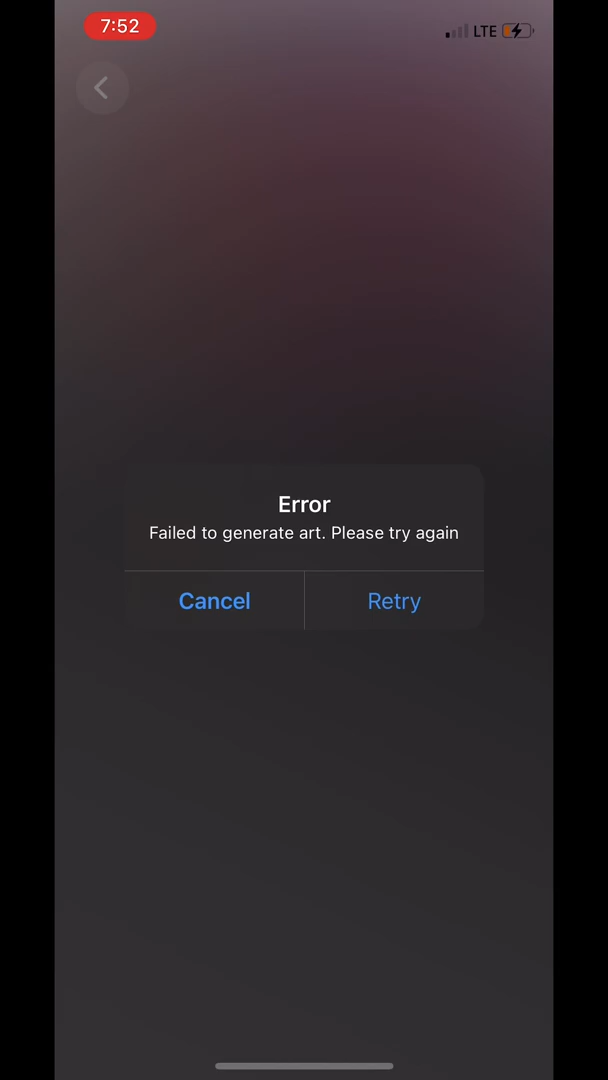 7:52
LTE
Error
Failed to generate art. Please try again
Cancel
Retry